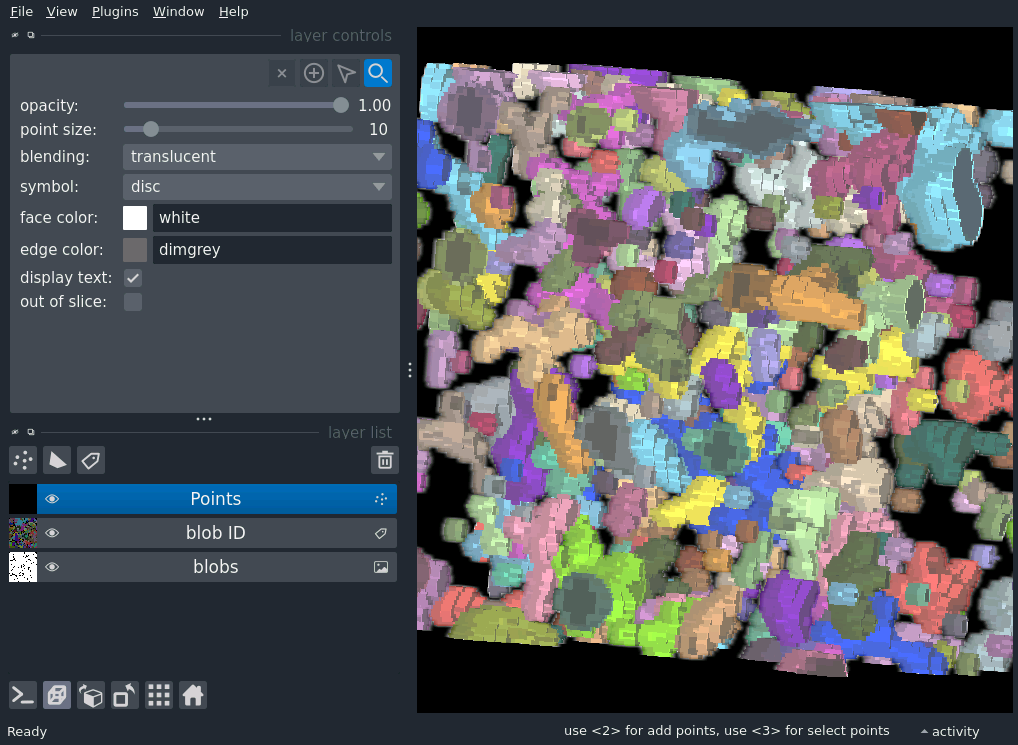 File View Plugins Window Help
layer controls
opacity: 1.00
point size: 10
blending: translucent
symbol: disc
face color: white
edge color: dimgrey
display text:
out of slice:
layer list
Points
blob ID
blobs
Ready use <2> for add points, use <3> for select points activity